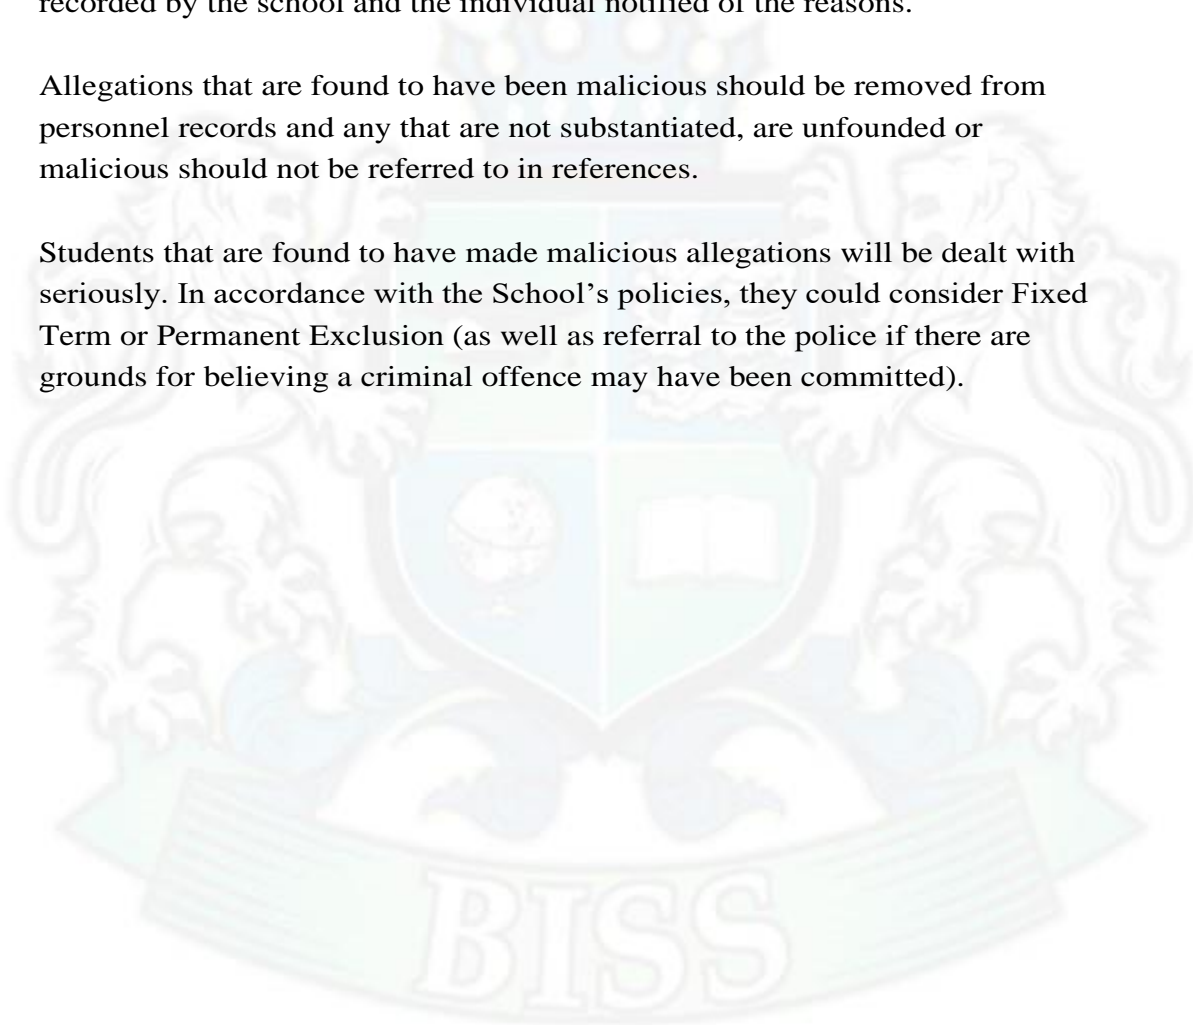 recorded by the school and the individual notified of the reasons.
Allegations that are found to have been malicious should be removed from
personnel records and any that are not substantiated, are unfounded or
malicious should not be referred to in references.
Students that are found to have made malicious allegations will be dealt with
seriously. In accordance with the School’s policies, they could consider Fixed
Term or Permanent Exclusion (as well as referral to the police if there are
grounds for believing a criminal offence may have been committed).
BISS